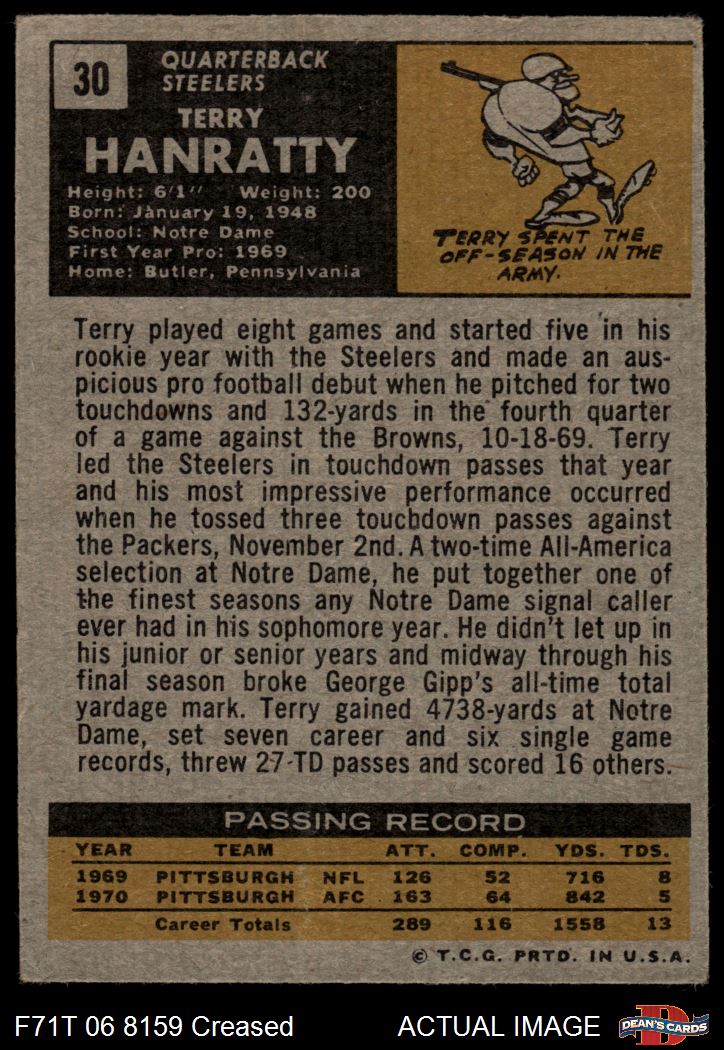 30
QUARTERBACK
STEELERS
TERRY
HANRATTY
Height: 6'1" Weight: 200
Born: January 19, 1948
School: Notre Dame
First Year Pro: 1969
Home: Butler, Pennsylvania
TERRY SPENT THE
OFF-SEASON IN THE
ARMY.
Terry played eight games and started five in his
rookie year with the Steelers and made an aus-
picious pro football debut when he pitched for two
touchdowns and 132-yards in the fourth quarter
of a game against the Browns, 10-18-69. Terry
led the Steelers in touchdown passes that year
and his most impressive performance occurred
when he tossed three toucbdown passes against
the Packers, November 2nd. A two-time All-America
selection at Notre Dame, he put together one of
the finest seasons any Notre Dame signal caller
ever had in his sophomore year. He didn't let up in
his junior or senior years and midway through his
final season broke George Gipp's all-time total
yardage mark. Terry gained 4738-yards at Notre
Dame, set seven career and six single game
records, threw 27-TD passes and scored 16 others.
PASSING RECORD
YEAR TEAM ATT. COMP. YDS. TDS.
1969 PITTSBURGH NFL 126 52 716 8
1970 PITTSBURGH AFC 163 64 842 5
Career Totals 289 116 1558 13
© T.C.G. PRTD. IN U.S.A.
F71T 06 8159 Creased ACTUAL IMAGE D DEAN'S CARDS